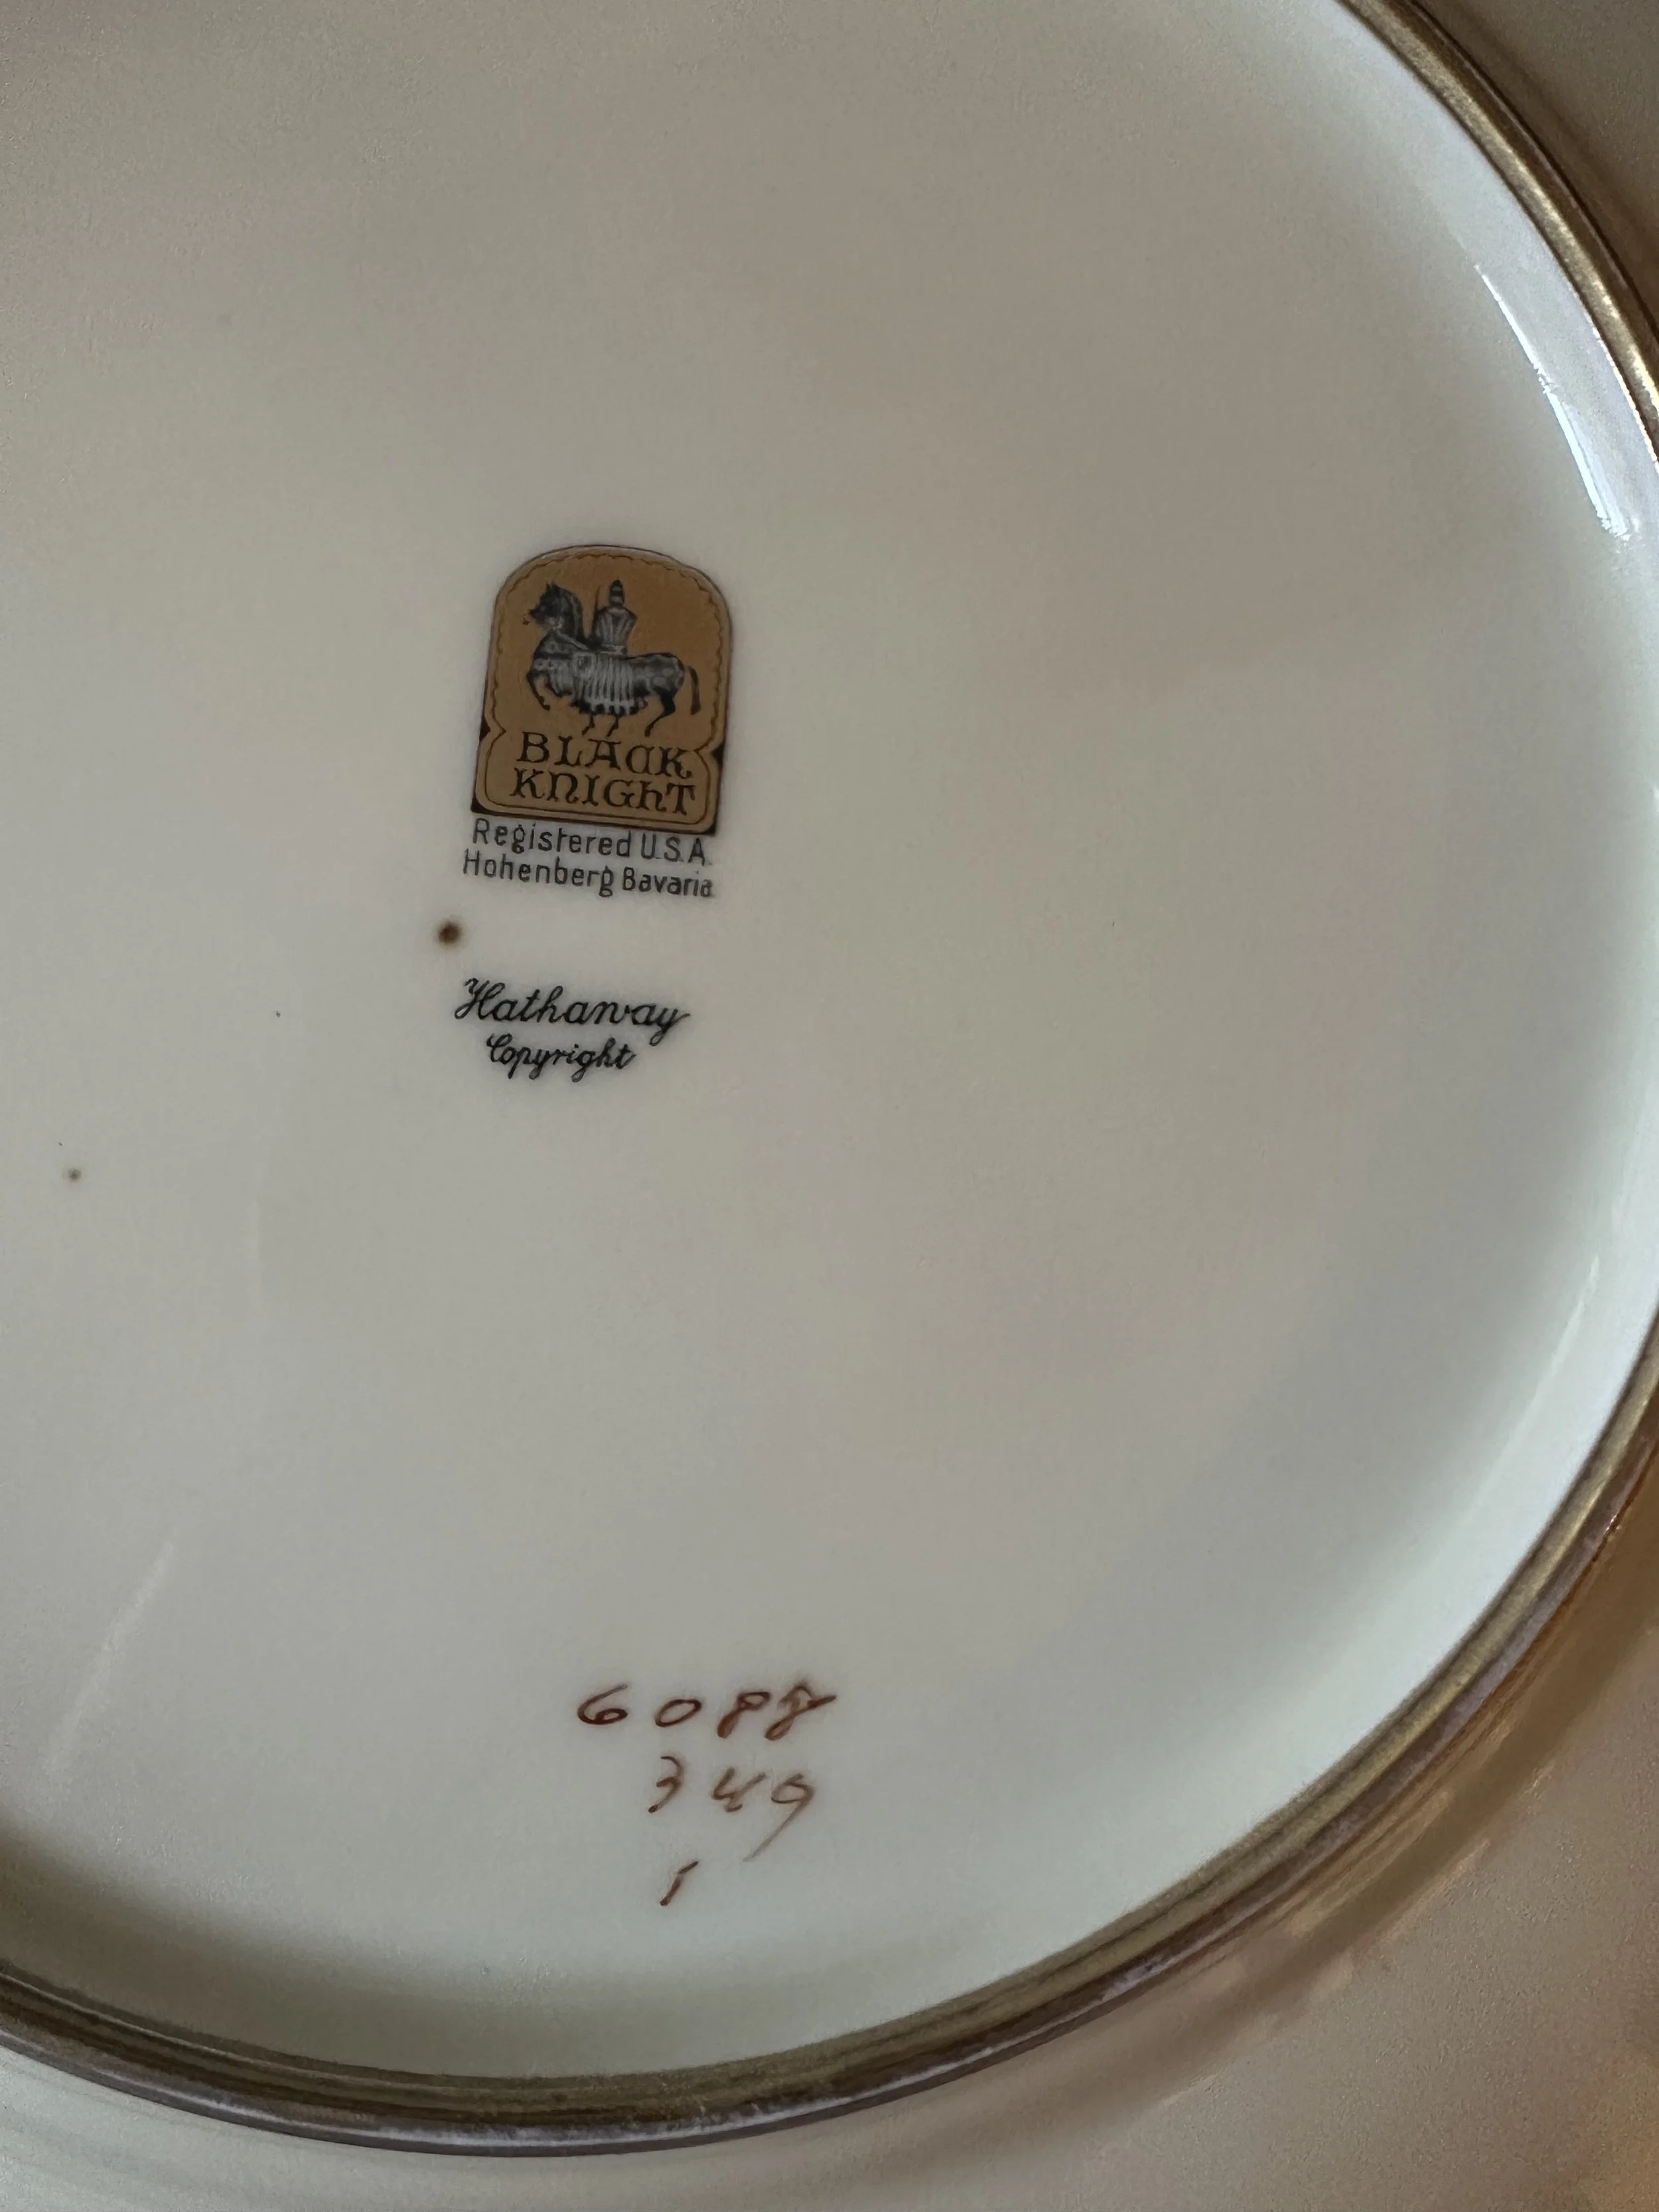 BLACK
KNIGHT
Registered U.S.A.
Hohenberg Bavaria
Hathaway
Copyright
6088
349
1